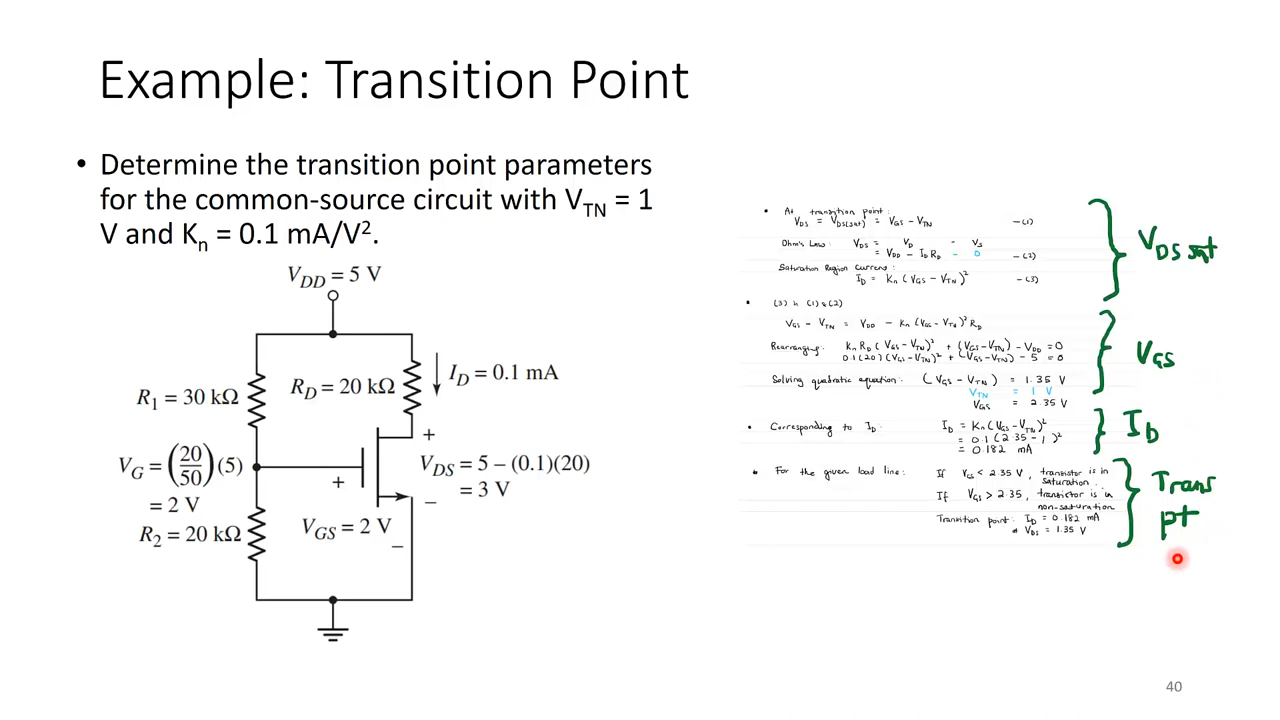 Example: Transition Point
• Determine the transition point parameters
for the common-source circuit with V_TN = 1
V and K_n = 0.1 mA/V².
V_DD = 5 V
R_D = 20 kΩ
I_D = 0.1 mA
R_1 = 30 kΩ
V_G = (20/50)(5)
= 2 V
+
V_DS = 5 − (0.1)(20)
= 3 V
−
+
V_GS = 2 V
−
R_2 = 20 kΩ
• At transition point:
V_DS = V_DS(sat) = V_GS − V_TN —(1)
Ohm's Law: V_DS = V_D − V_S
= V_DD − I_D R_D − 0 —(2)
Saturation Region Current:
I_D = K_n (V_GS − V_TN)² —(3)
• (3) in (1) & (2)
V_GS − V_TN = V_DD − K_n (V_GS − V_TN)² R_D
Rearranging: K_n R_D (V_GS − V_TN)² + (V_GS − V_TN) − V_DD = 0
0.1(20)(V_GS − V_TN)² + (V_GS − V_TN) − 5 = 0
Solving quadratic equation: (V_GS − V_TN) = 1.35 V
V_TN = 1 V
V_GS = 2.35 V
• Corresponding to I_D: I_D = K_n(V_GS − V_TN)²
= 0.1 (2.35 − 1)²
= 0.182 mA
• For the given load line: If V_GS < 2.35 V, transistor is in
saturation.
If V_GS > 2.35, transistor is in
non-saturation
Transition point: I_D = 0.182 mA
V_DS = 1.35 V
V_DS sat
V_GS
I_D
Trans
pt
40